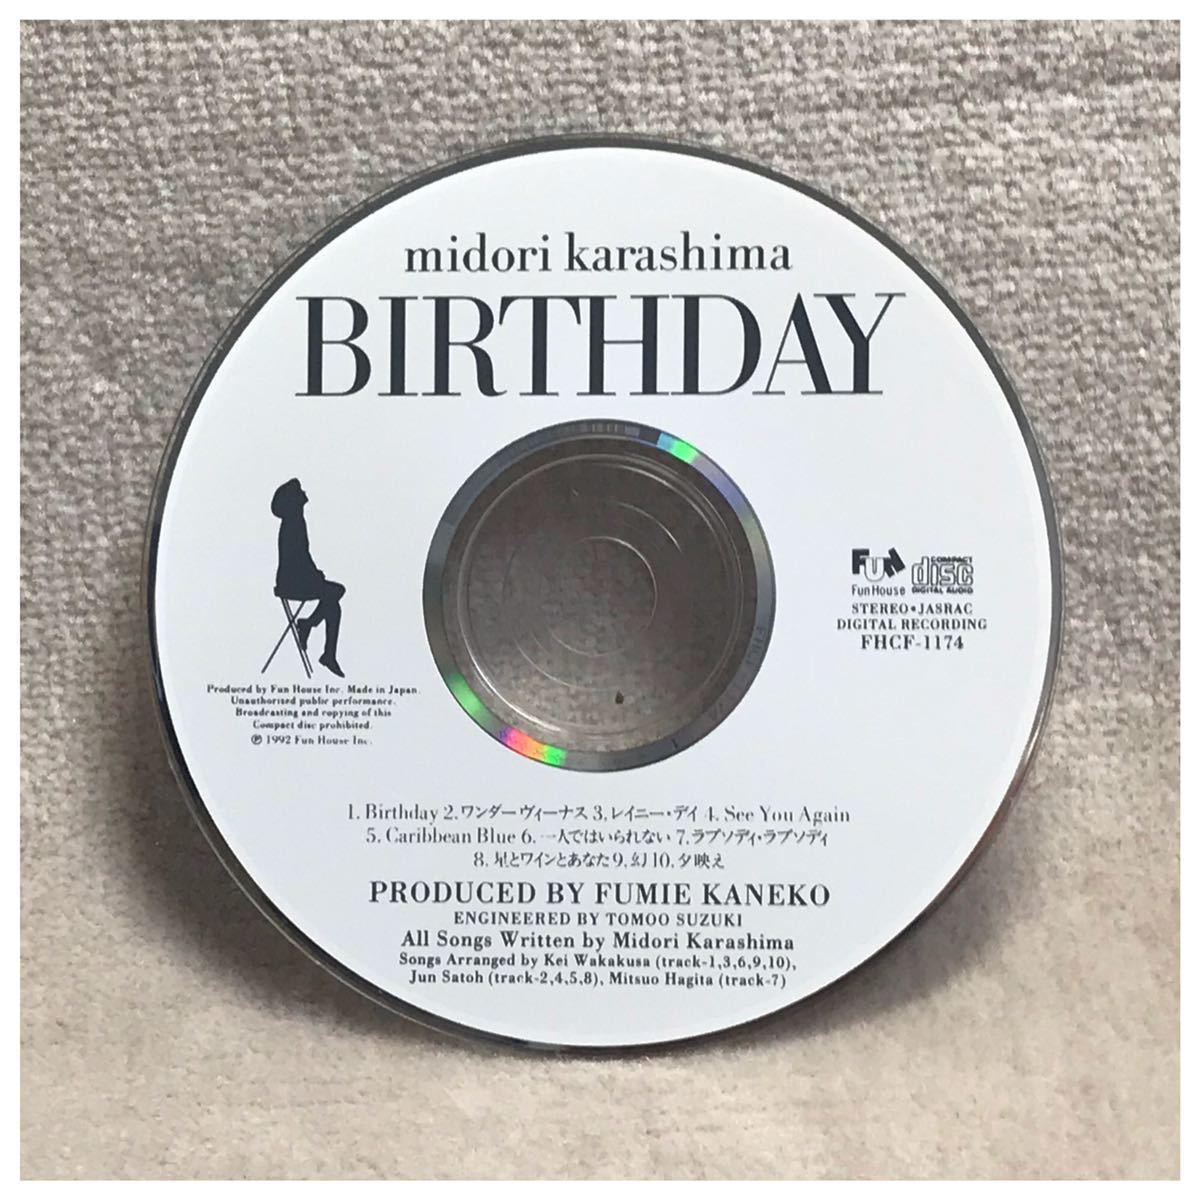 midori karashima
BIRTHDAY
Fun
Fun House
COMPACT
disc
DIGITAL AUDIO
STEREO•JASRAC
DIGITAL RECORDING
FHCF-1174
Produced by Fun House Inc. Made in Japan.
Unauthorised public performance.
Broadcasting and copying of this
Compact disc prohibited.
Ⓟ 1992 Fun House Inc.
1. Birthday 2. ワンダーヴィーナス 3. レイニー・デイ 4. See You Again
5. Caribbean Blue 6. 一人ではいられない 7. ラプソディ・ラプソディ
8. 星とワインとあなた 9. 幻 10. 夕映え
PRODUCED BY FUMIE KANEKO
ENGINEERED BY TOMOO SUZUKI
All Songs Written by Midori Karashima
Songs Arranged by Kei Wakakusa (track-1,3,6,9,10),
Jun Satoh (track-2,4,5,8), Mitsuo Hagita (track-7)